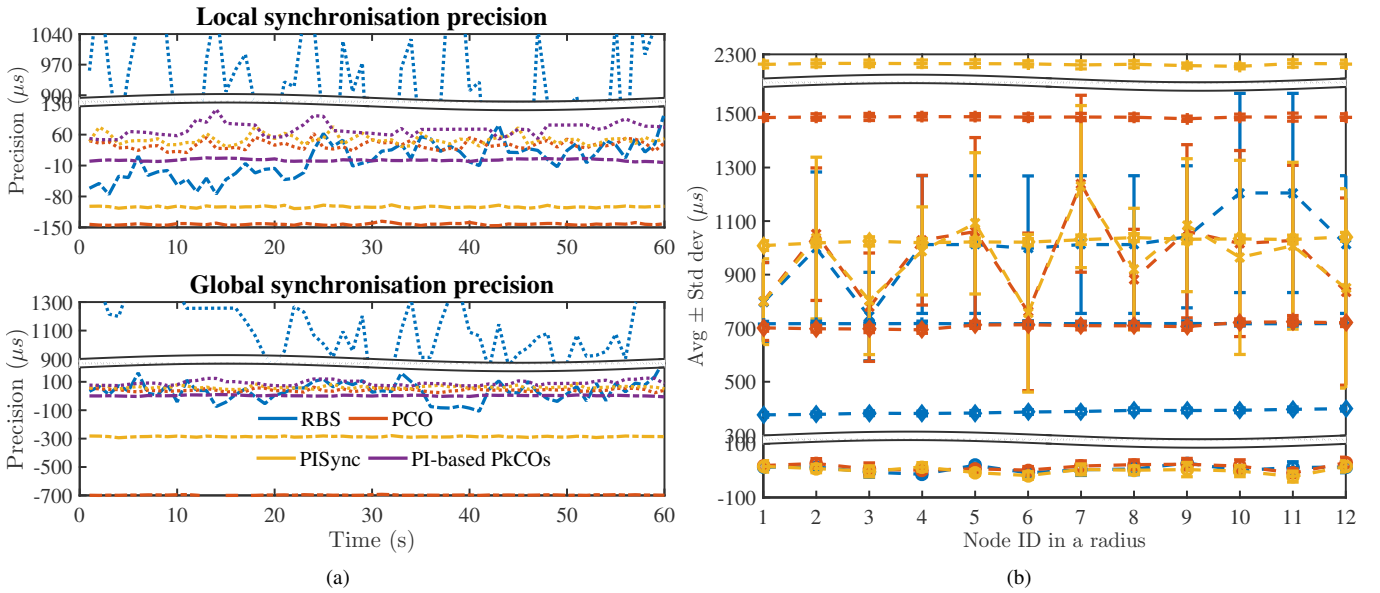 Local synchronisation precision
1040
970
900
130
60
-10
-80
-150
Precision (μs)
0 10 20 30 40 50 60
Global synchronisation precision
1300
1100
900
100
-100
-300
-500
-700
Precision (μs)
RBS PCO
PISync PI-based PkCOs
0 10 20 30 40 50 60
Time (s)
(a)
2300
1500
1300
1100
900
700
500
300
100
-100
Avg ± Std dev (μs)
1 2 3 4 5 6 7 8 9 10 11 12
Node ID in a radius
(b)